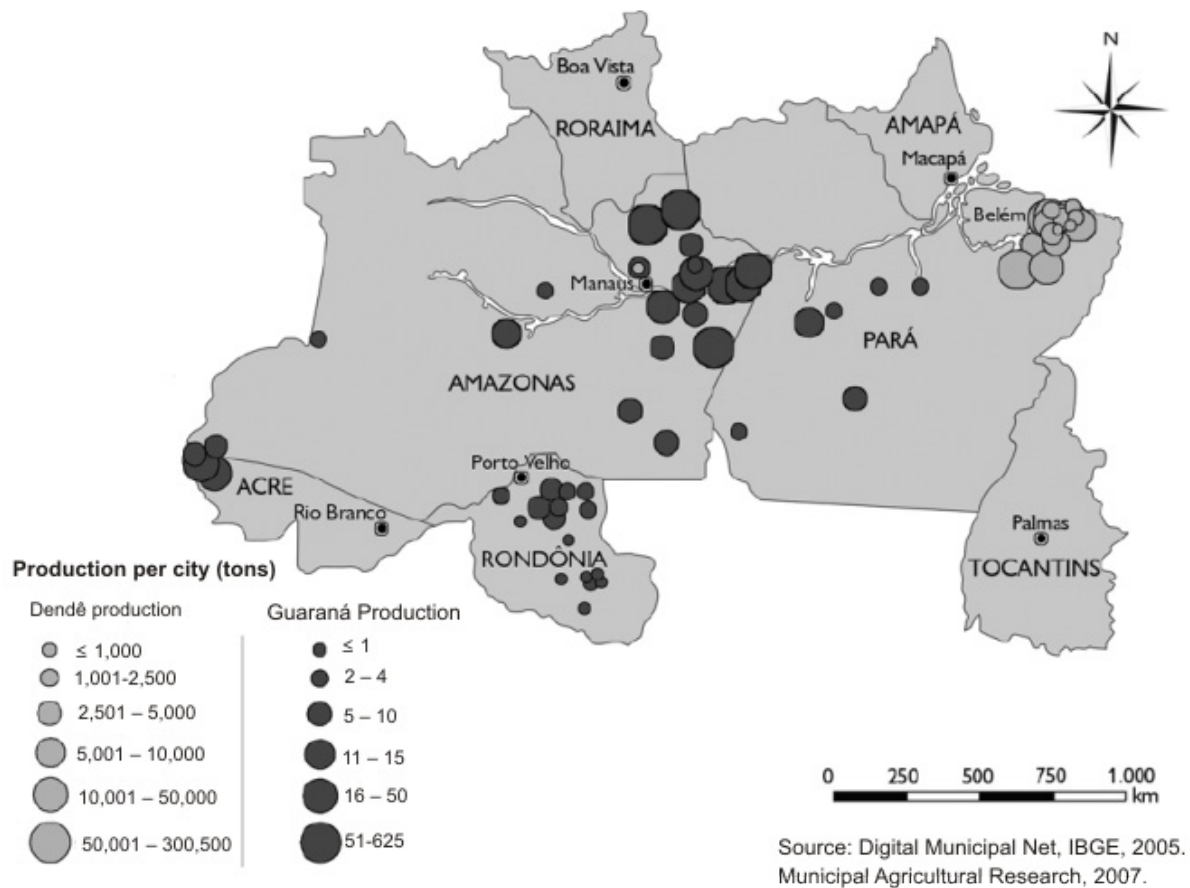 N
Boa Vista
RORAIMA
AMAPÁ
Macapá
Belém
Manaus
PARÁ
AMAZONAS
Porto Velho
ACRE
Rio Branco
RONDÔNIA
Palmas
TOCANTINS
Production per city (tons)
Dendê production
≤ 1,000
1,001-2,500
2,501 – 5,000
5,001 – 10,000
10,001 – 50,000
50,001 – 300,500
Guaraná Production
≤ 1
2 – 4
5 – 10
11 – 15
16 – 50
51-625
0 250 500 750 1.000
km
Source: Digital Municipal Net, IBGE, 2005.
Municipal Agricultural Research, 2007.